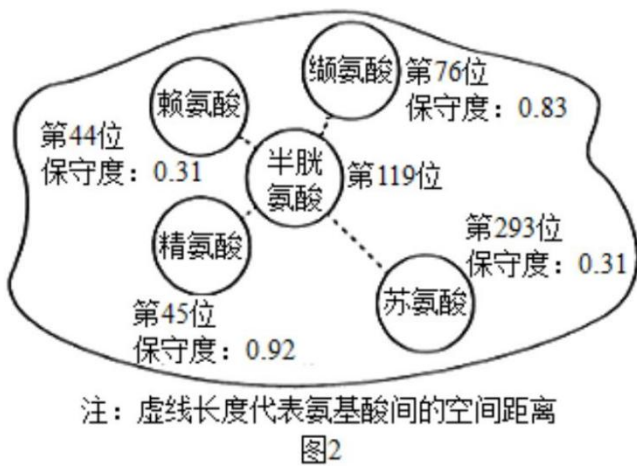 缬氨酸
第76位
保守度：0.83
赖氨酸
第44位
保守度：0.31
半胱
氨酸
第119位
精氨酸
第45位
保守度：0.92
第293位
保守度：0.31
苏氨酸
注：虚线长度代表氨基酸间的空间距离
图2